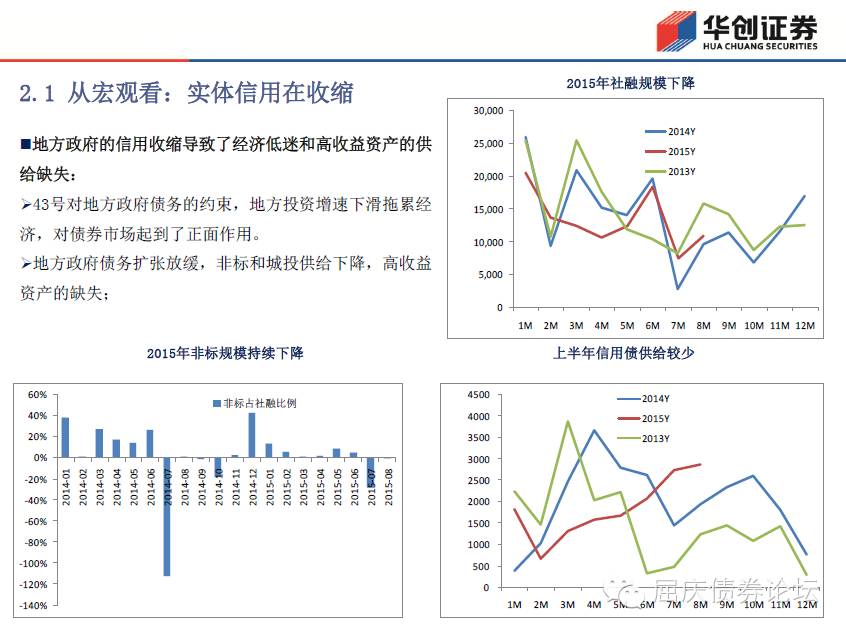 华创证券
HUA CHUANG SECURITIES
2.1 从宏观看：实体信用在收缩
■地方政府的信用收缩导致了经济低迷和高收益资产的供
给缺失：
➢43号对地方政府债务的约束，地方投资增速下滑拖累经
济，对债券市场起到了正面作用。
➢地方政府债务扩张放缓，非标和城投供给下降，高收益
资产的缺失；
2015年社融规模下降
30,000
25,000
20,000
15,000
10,000
5,000
0
2014Y
2015Y
2013Y
1M 2M 3M 4M 5M 6M 7M 8M 9M 10M 11M 12M
2015年非标规模持续下降
60%
40%
20%
0%
-20%
-40%
-60%
-80%
-100%
-120%
-140%
非标占社融比例
2014-01
2014-02
2014-03
2014-04
2014-05
2014-06
2014-07
2014-08
2014-09
2014-10
2014-11
2014-12
2015-01
2015-02
2015-03
2015-04
2015-05
2015-06
2015-07
2015-08
上半年信用债供给较少
4500
4000
3500
3000
2500
2000
1500
1000
500
0
2014Y
2015Y
2013Y
1M 2M 3M 4M 5M 6M 7M 8M 9M 10M 11M 12M
屈庆债券论坛